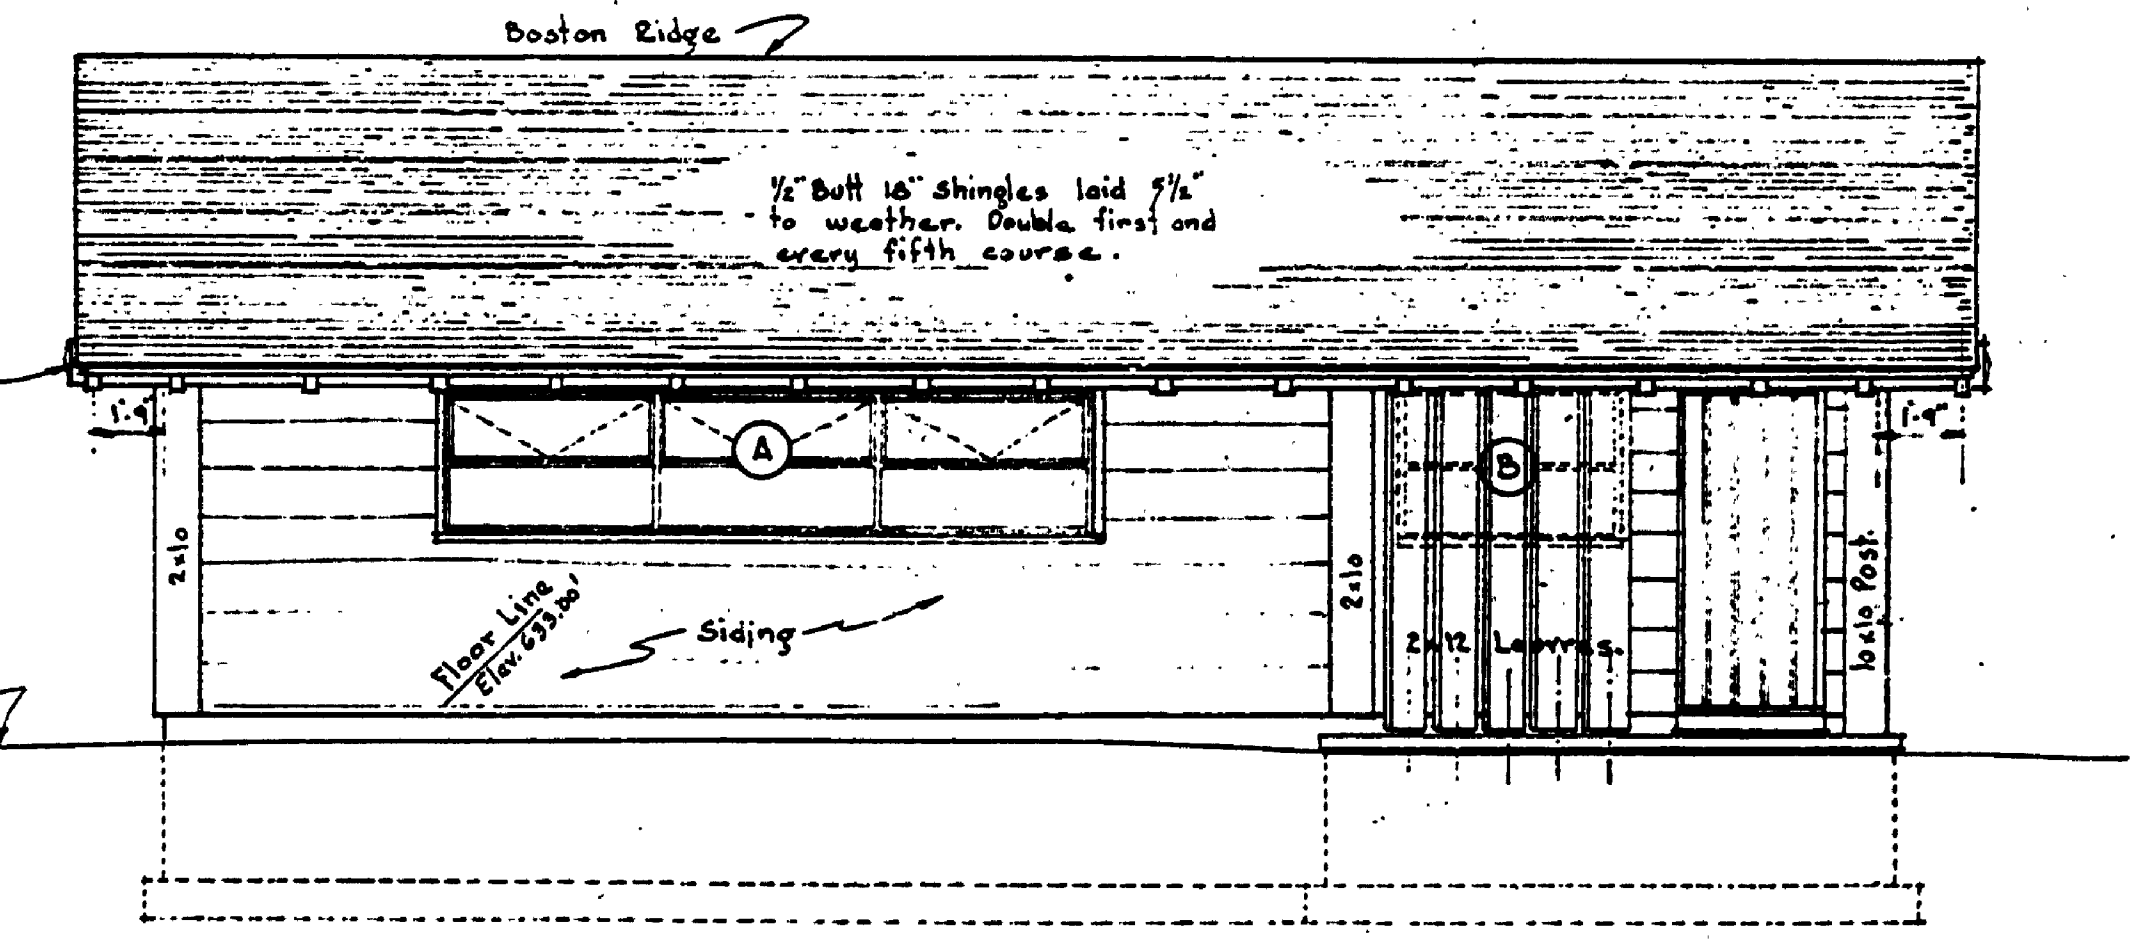 Boston Ridge
1/2" Butt 18" Shingles laid 5 1/2"
to weather. Double first and
every fifth course.
1'-9"
1'-9"
A
B
2x10
2x10
10x10 Post.
Floor Line
Elev. 633.00'
Siding
2x12 Louvres.